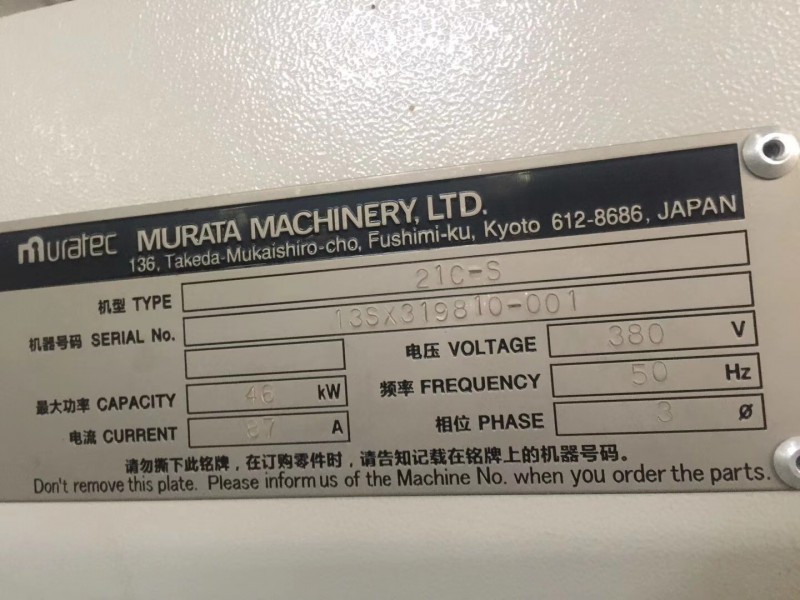 muratec MURATA MACHINERY, LTD.
136, Takeda-Mukaishiro-cho, Fushimi-ku, Kyoto 612-8686, JAPAN
机型 TYPE 21C-S
机器号码 SERIAL No. 13SX319810-001
电压 VOLTAGE 380 V
最大功率 CAPACITY 46 kW
频率 FREQUENCY 50 Hz
电流 CURRENT 87 A
相位 PHASE 3 ø
请勿撕下此铭牌，在订购零件时，请告知记载在铭牌上的机器号码。
Don't remove this plate. Please inform us of the Machine No. when you order the parts.